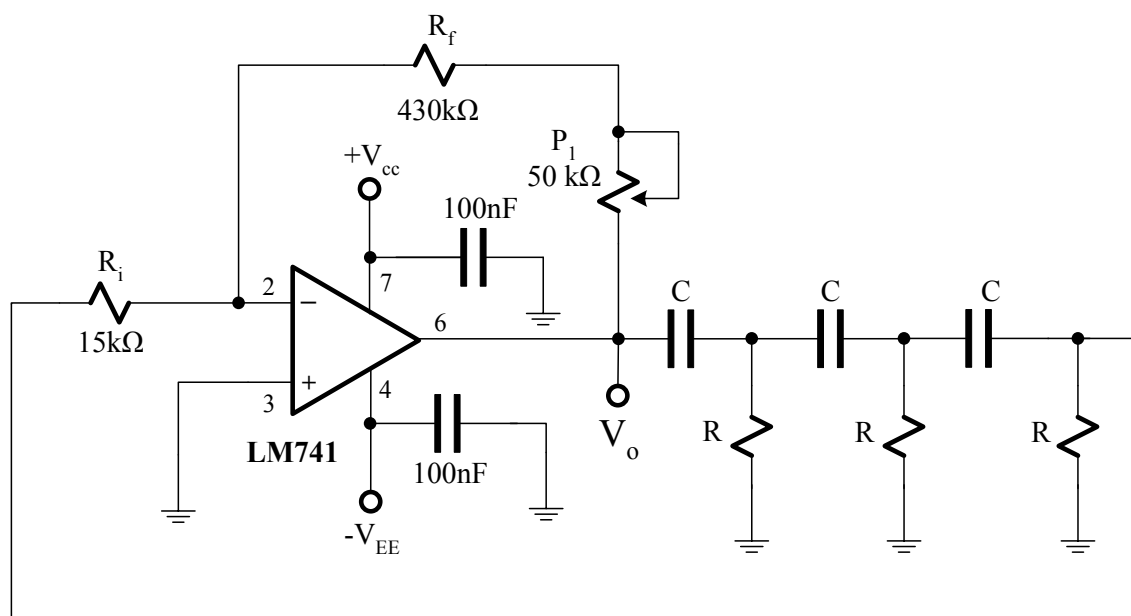 R_f
430kΩ
P_1
50 kΩ
+V_cc
100nF
R_i
15kΩ
2
−
7
6
+
3
4
LM741
100nF
-V_EE
V_o
C
C
C
R
R
R